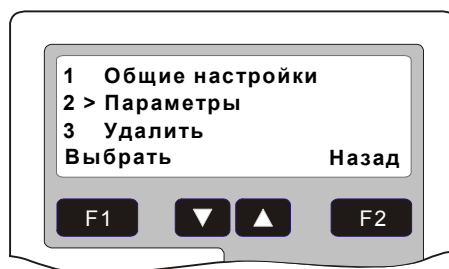 1 Общие настройки
2 > Параметры
3 Удалить
Выбрать Назад
F1 F2